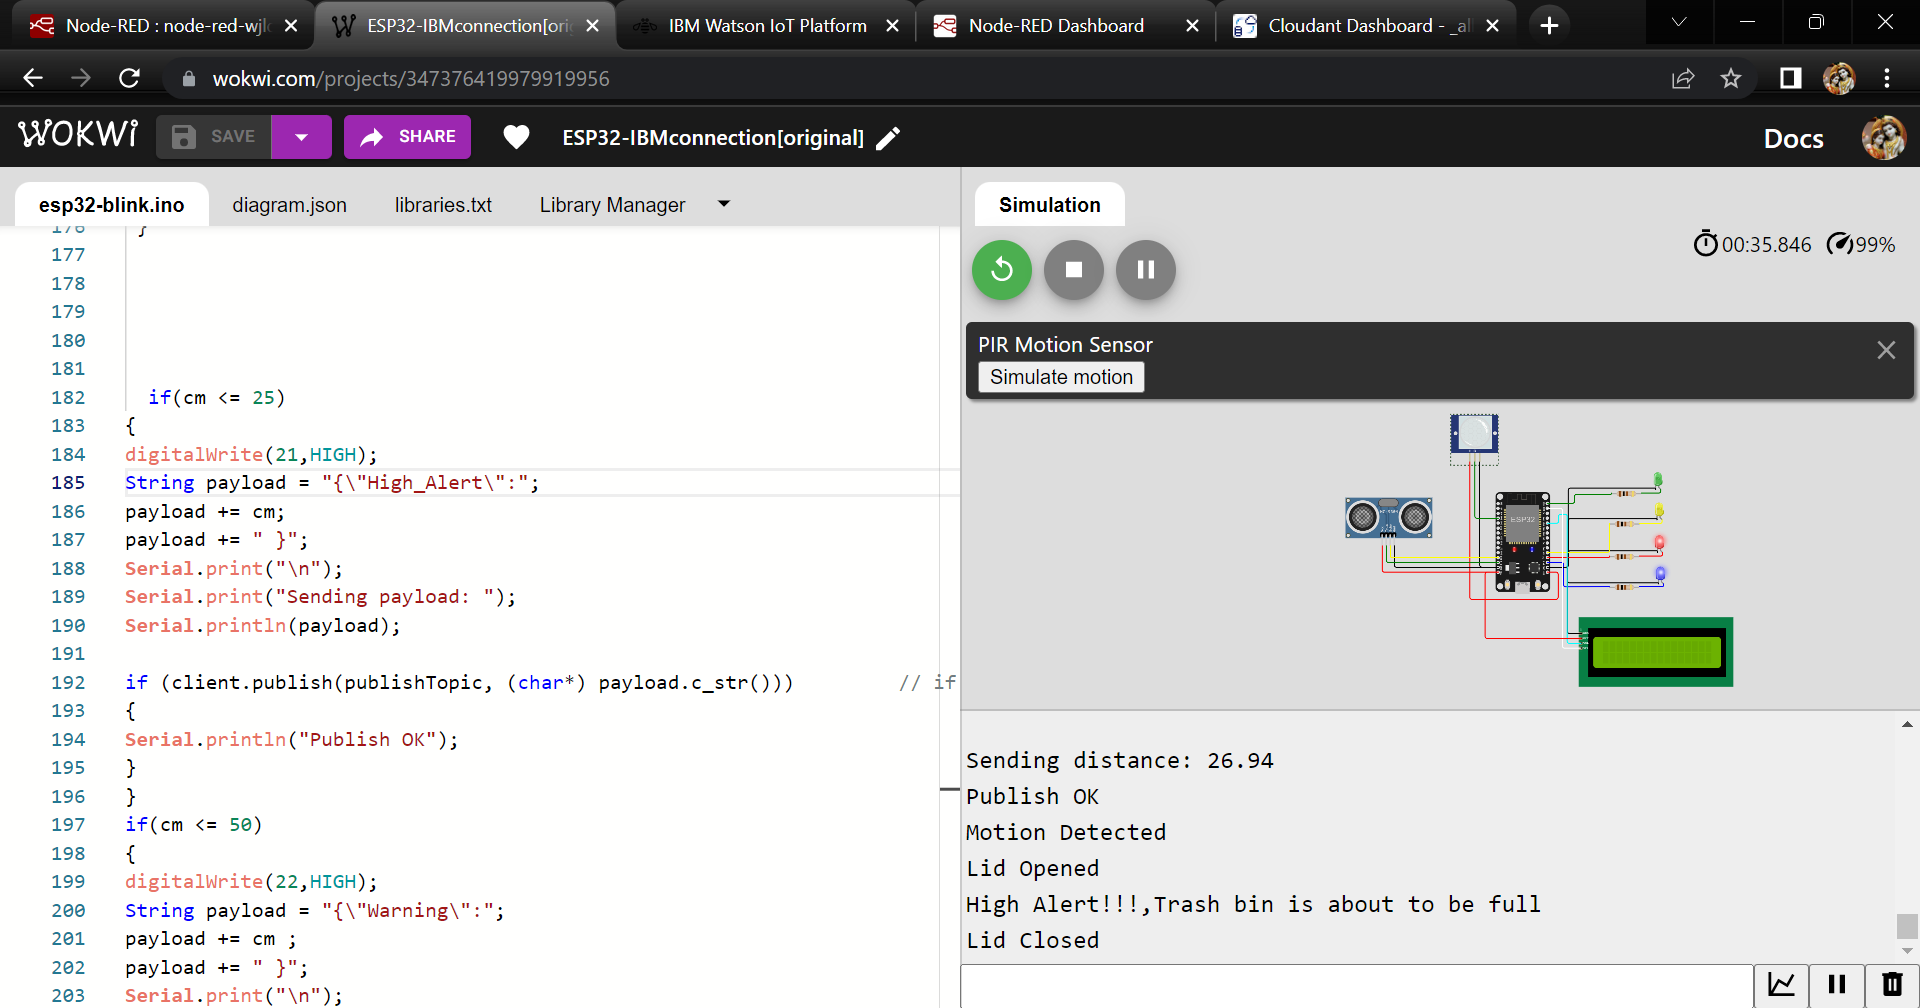 Node-RED : node-red-wjl
ESP32-IBMconnection[ori
IBM Watson IoT Platform
Node-RED Dashboard
Cloudant Dashboard - _al
wokwi.com/projects/347376419979919956
WOKWi
SAVE
SHARE
ESP32-IBMconnection[original]
Docs
esp32-blink.ino
diagram.json
libraries.txt
Library Manager
Simulation
00:35.846
99%
PIR Motion Sensor
Simulate motion
176 }
177
178
179
180
181
182 if(cm <= 25)
183 {
184 digitalWrite(21,HIGH);
185 String payload = "{\"High_Alert\":";
186 payload += cm;
187 payload += " }";
188 Serial.print("\n");
189 Serial.print("Sending payload: ");
190 Serial.println(payload);
191
192 if (client.publish(publishTopic, (char*) payload.c_str())) // if
193 {
194 Serial.println("Publish OK");
195 }
196 }
197 if(cm <= 50)
198 {
199 digitalWrite(22,HIGH);
200 String payload = "{\"Warning\":";
201 payload += cm ;
202 payload += " }";
203 Serial.print("\n");
ESP32
Sending distance: 26.94
Publish OK
Motion Detected
Lid Opened
High Alert!!!,Trash bin is about to be full
Lid Closed